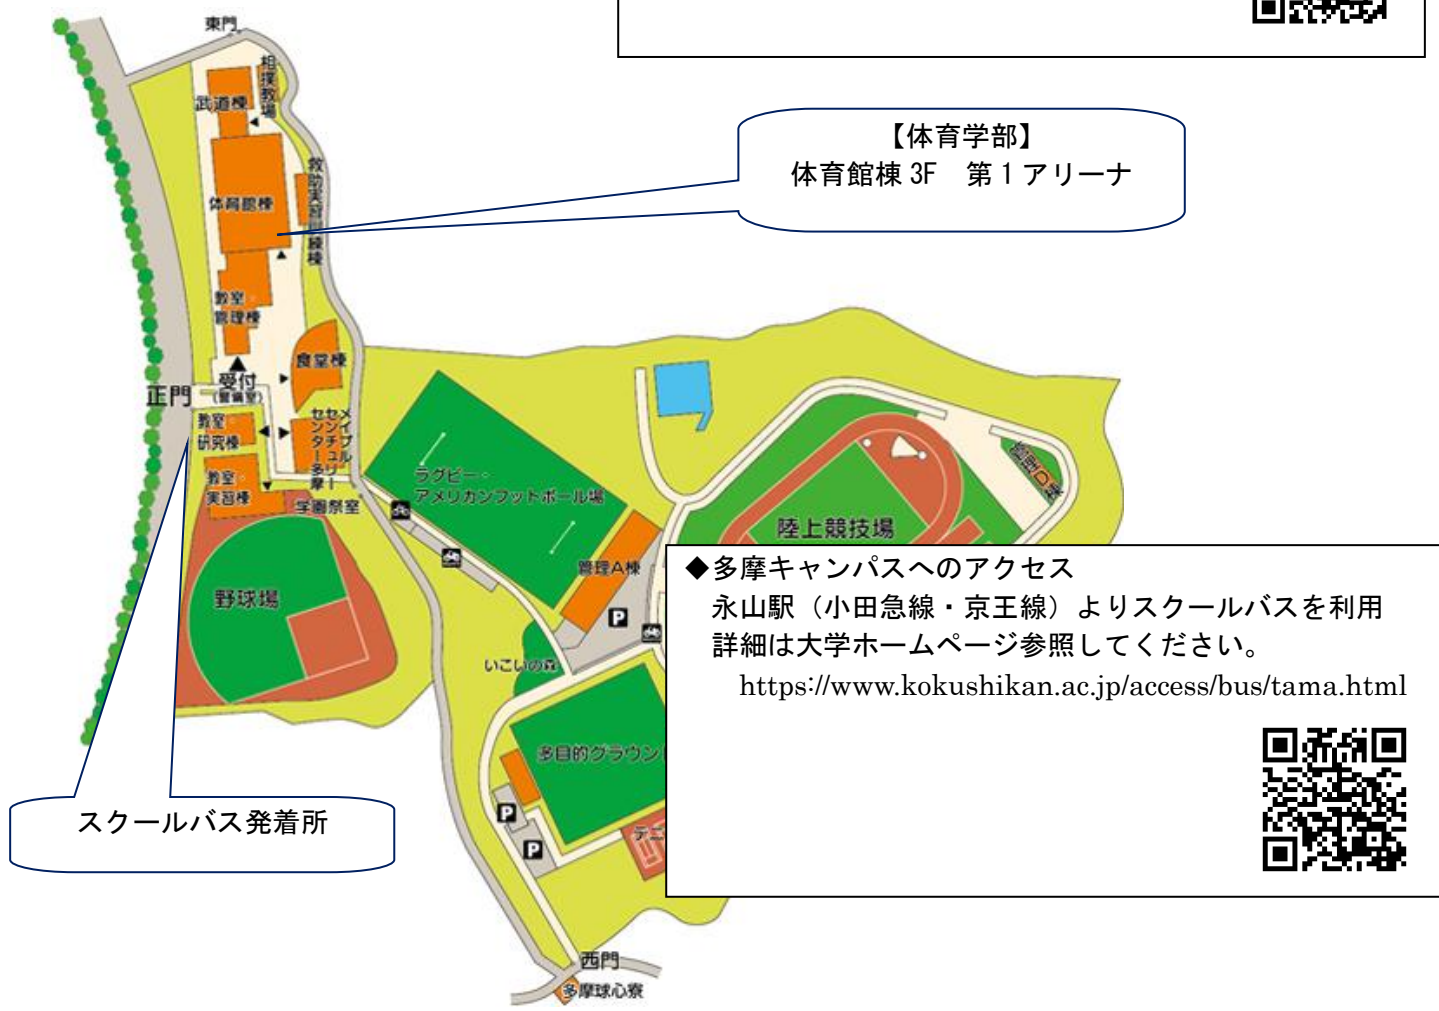 東門
相撲教場
武道棟
【体育学部】
体育館棟 3F　第１アリーナ
救助実習訓練棟
体育館棟
教室・
管理棟
食堂棟
正門
受付
(警備室)
教室・
研究棟
メイプル
センチュリー
センター多摩
教室・
実習棟
学園祭室
ラグビー・
アメリカンフットボール場
管理D棟
陸上競技場
野球場
管理A棟
P
いこいの森
◆多摩キャンパスへのアクセス
永山駅（小田急線・京王線）よりスクールバスを利用
詳細は大学ホームページ参照してください。
https://www.kokushikan.ac.jp/access/bus/tama.html
多目的グラウン
スクールバス発着所
P
P
テニ
西門
多摩球心寮